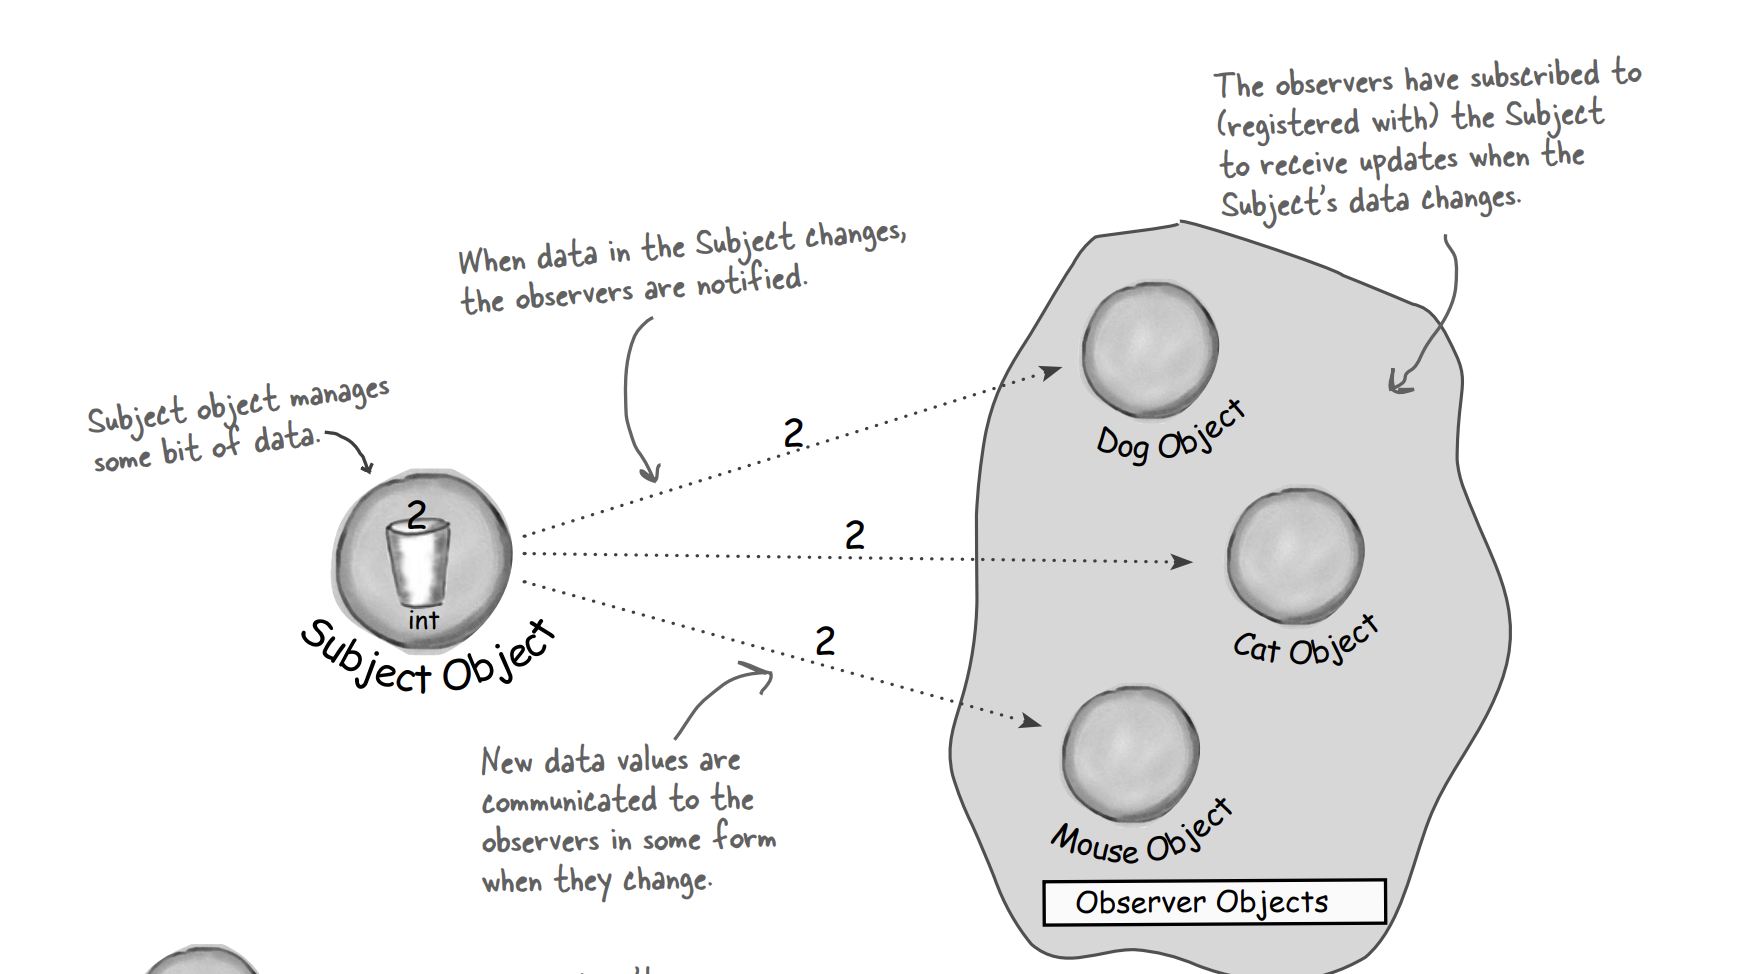 The observers have subscribed to
(registered with) the Subject
to receive updates when the
Subject's data changes.
When data in the Subject changes,
the observers are notified.
Subject object manages
some bit of data.
2
int
Subject Object
2
2
2
Dog Object
Cat Object
Mouse Object
New data values are
communicated to the
observers in some form
when they change.
Observer Objects